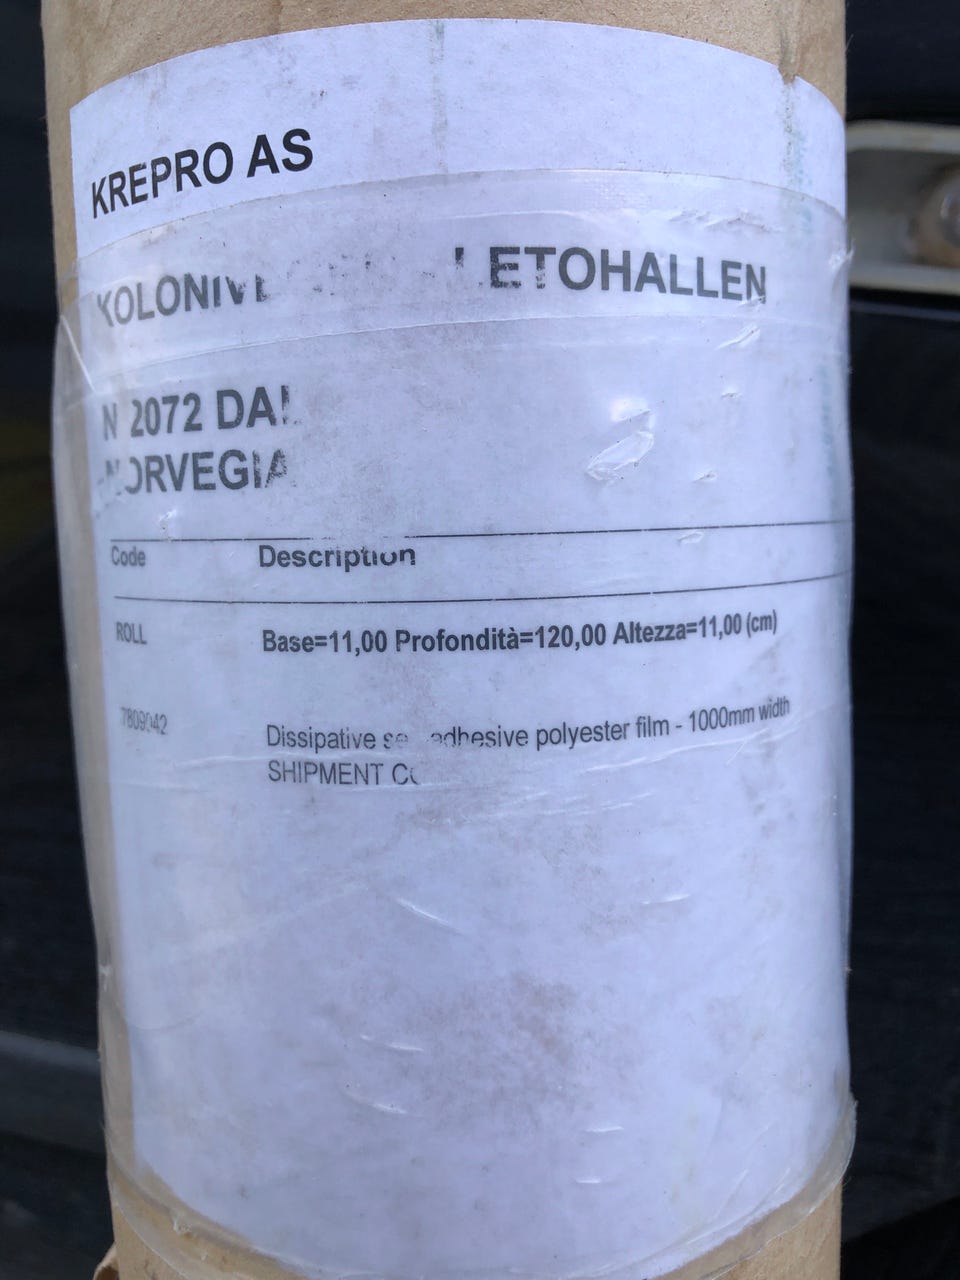 KREPRO AS
LETOHALLEN
N 2072 DAL
NORVEGIA
Code Description
ROLL Base=11,00 Profondità=120,00 Altezza=11,00 (cm)
7809042 Dissipative adhesive polyester film - 1000mm width
SHIPMENT